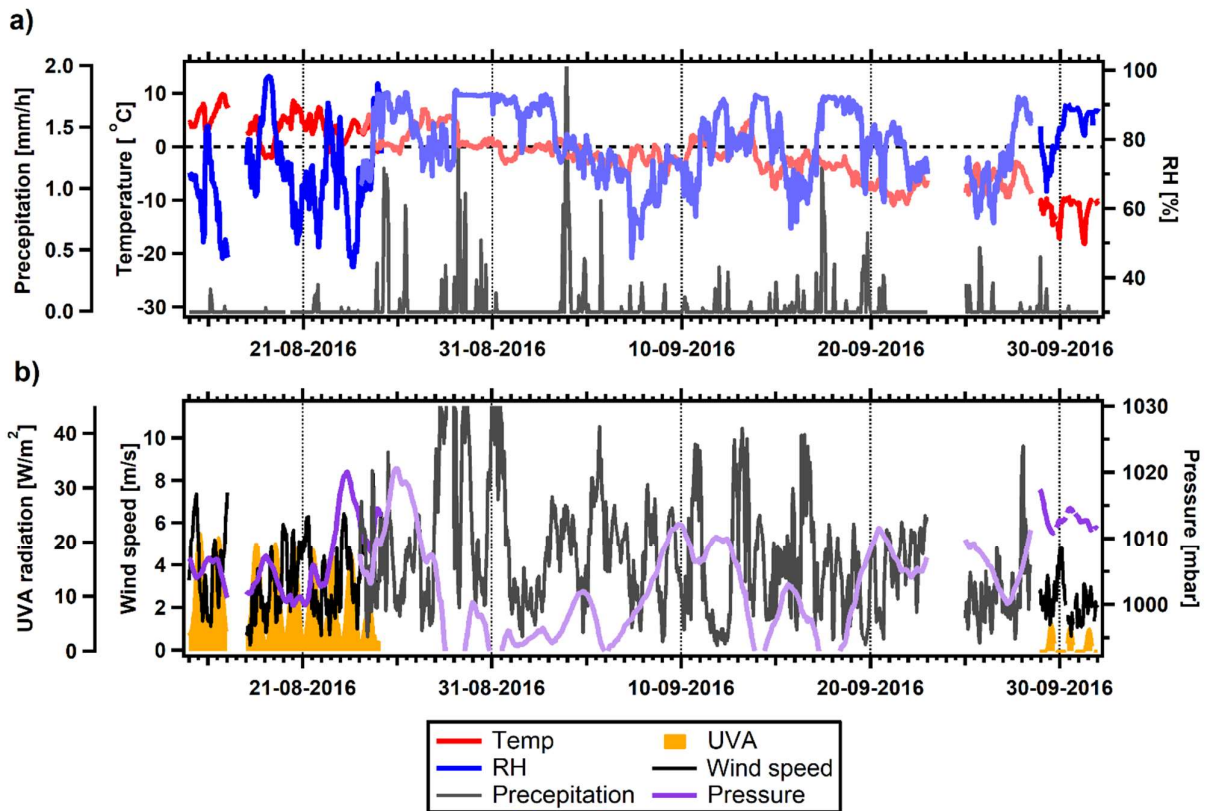 a)
Precepitation [mm/h]
2.0
1.5
1.0
0.5
0.0
Temperature [ °C]
10
0
-10
-20
-30
100
80
60
40
RH [%]
21-08-2016 31-08-2016 10-09-2016 20-09-2016 30-09-2016
b)
UVA radiation [W/m²]
40
30
20
10
0
Wind speed [m/s]
10
8
6
4
2
0
1030
1020
1010
1000
Pressure [mbar]
21-08-2016 31-08-2016 10-09-2016 20-09-2016 30-09-2016
Temp UVA
RH Wind speed
Precepitation Pressure